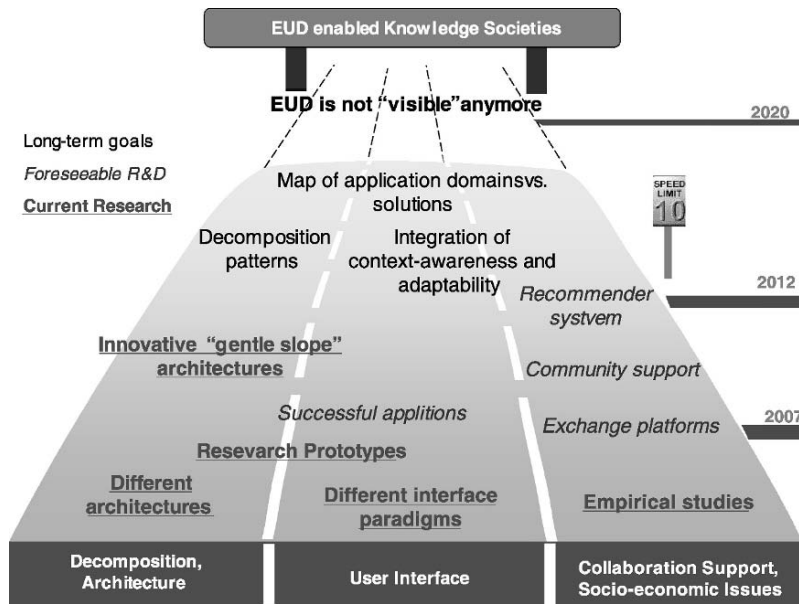 EUD enabled Knowledge Societies
EUD is not “visible”anymore
2020
Long-term goals
Foreseeable R&D
Current Research
Map of application domainsvs.
solutions
SPEED
LIMIT
10
Decomposition
patterns
Integration of
context-awareness and
adaptability
2012
Recommender
systvem
Innovative “gentle slope”
architectures
Community support
Successful applitions
Exchange platforms
2007
Resevarch Prototypes
Different
architectures
Different interface
paradigms
Empirical studies
Decomposition,
Architecture
User Interface
Collaboration Support,
Socio-economic Issues